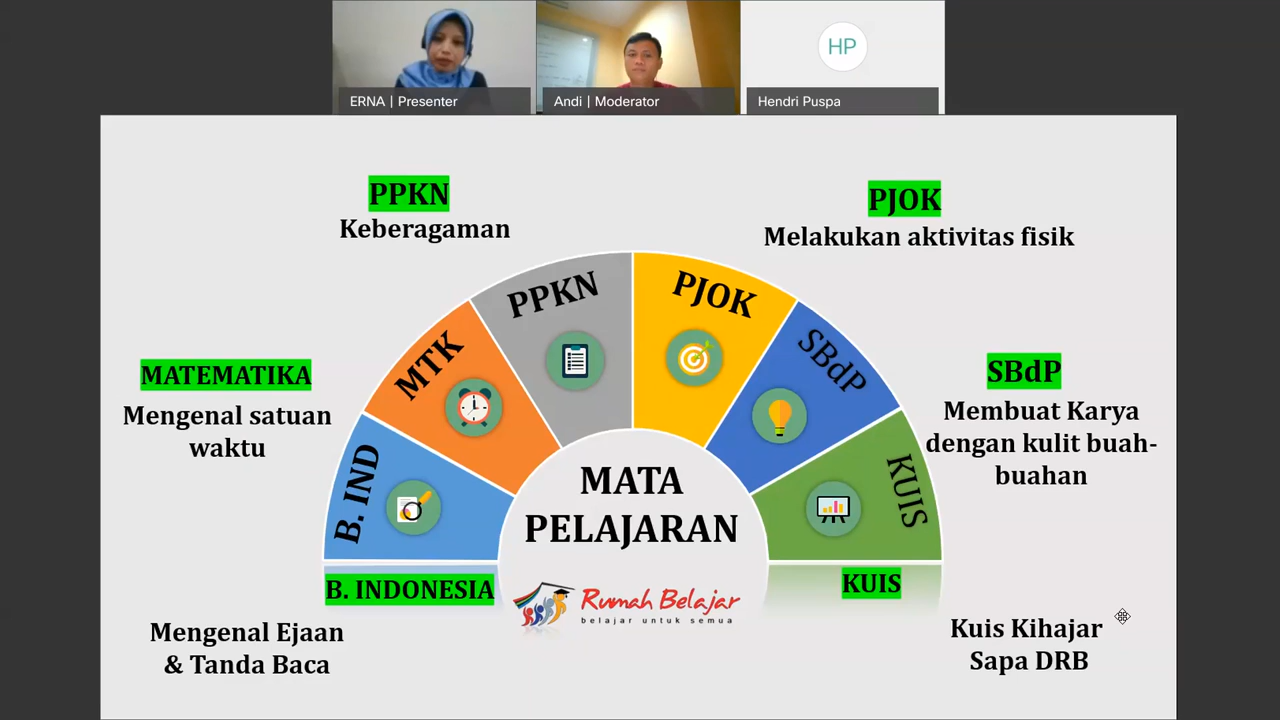 ERNA | Presenter
Andi | Moderator
HP
Hendri Puspa
PPKN
Keberagaman
PJOK
Melakukan aktivitas fisik
MATEMATIKA
Mengenal satuan
waktu
SBdP
Membuat Karya
dengan kulit buah-
buahan
B. IND
MTK
PPKN
PJOK
SBdP
KUIS
MATA
PELAJARAN
Rumah Belajar
belajar untuk semua
B. INDONESIA
Mengenal Ejaan
& Tanda Baca
KUIS
Kuis Kihajar
Sapa DRB